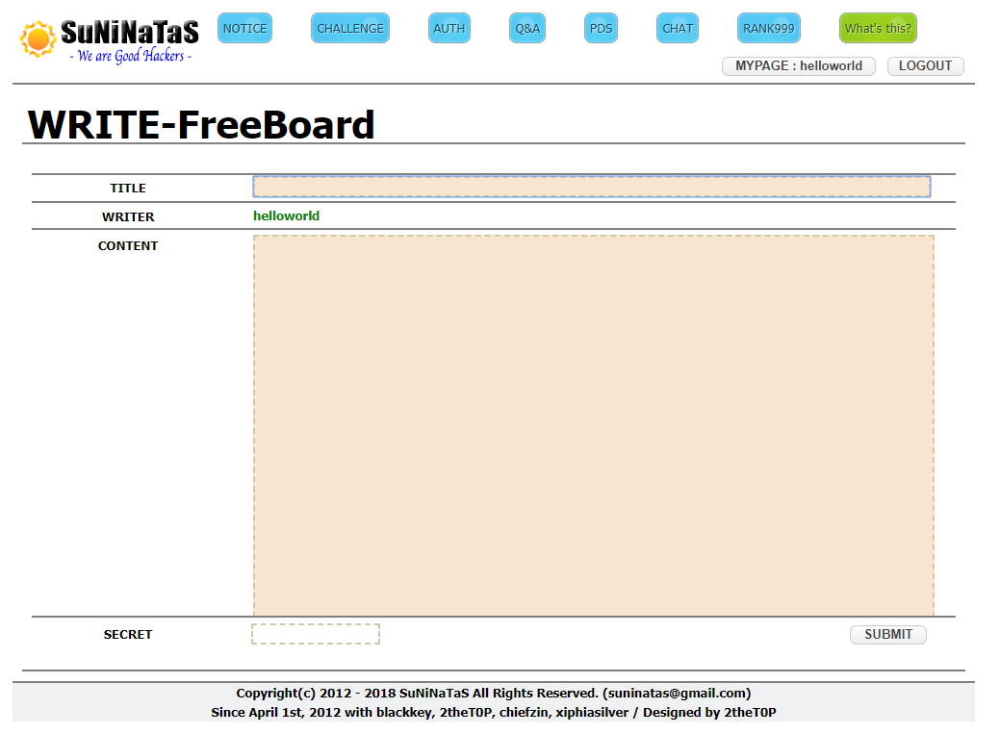 SuNiNaTaS
- We are Good Hackers -
NOTICE CHALLENGE AUTH Q&A PDS CHAT RANK999 What's this?
MYPAGE : helloworld LOGOUT
WRITE-FreeBoard
TITLE
WRITER helloworld
CONTENT
SECRET SUBMIT
Copyright(c) 2012 - 2018 SuNiNaTaS All Rights Reserved. (suninatas@gmail.com)
Since April 1st, 2012 with blackkey, 2theT0P, chiefzin, xiphiasilver / Designed by 2theT0P